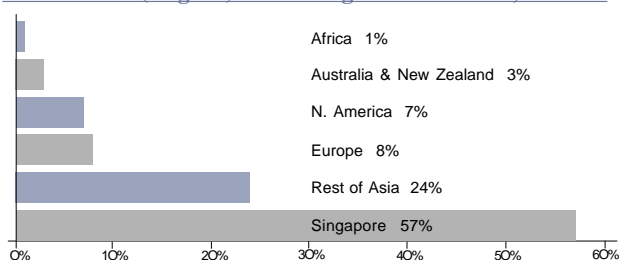 Africa 1%
Australia & New Zealand 3%
N. America 7%
Europe 8%
Rest of Asia 24%
Singapore 57%
0% 10% 20% 30% 40% 50% 60%